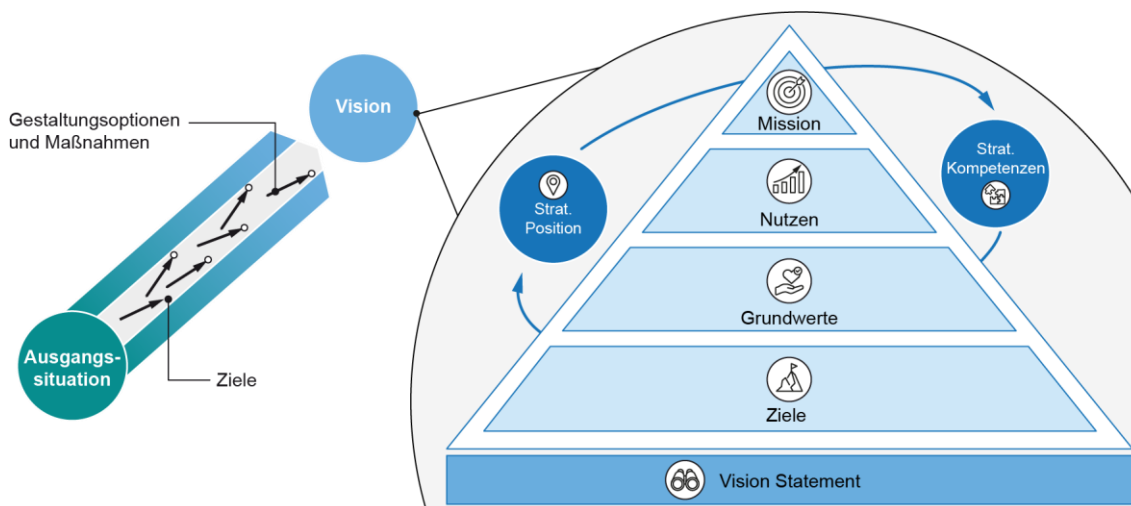 Gestaltungsoptionen
und Maßnahmen
Vision
Ausgangs-
situation
Ziele
Mission
Strat.
Position
Strat.
Kompetenzen
Nutzen
Grundwerte
Ziele
Vision Statement